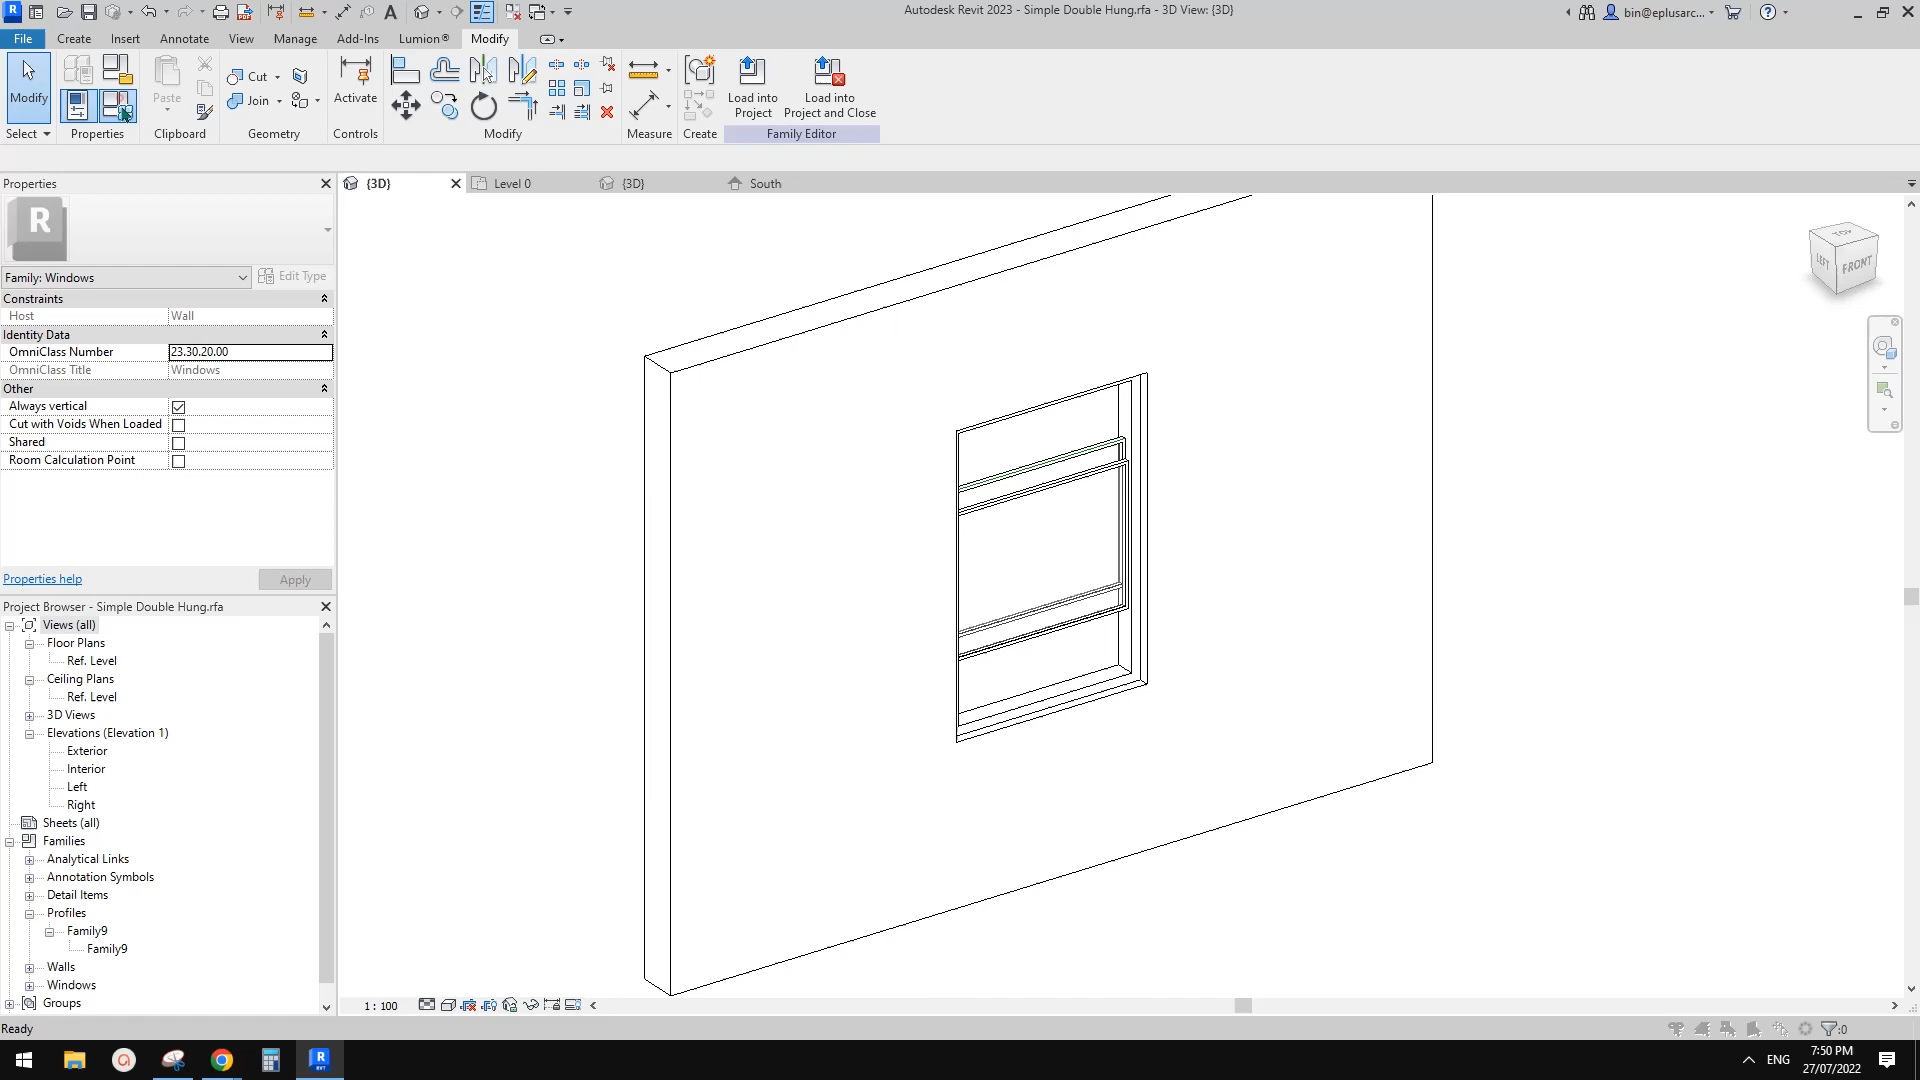 Autodesk Revit 2023 - Simple Double Hung.rfa - 3D View: {3D}
bin@eplusarc...
File Create Insert Annotate View Manage Add-Ins Lumion® Modify
Modify
Paste
Cut
Join
Activate
Load into Project
Load into Project and Close
Select Properties Clipboard Geometry Controls Modify Measure Create Family Editor
Properties
{3D} Level 0 {3D} South
R
Family: Windows Edit Type
Constraints
Host Wall
Identity Data
OmniClass Number 23.30.20.00
OmniClass Title Windows
Other
Always vertical
Cut with Voids When Loaded
Shared
Room Calculation Point
Properties help Apply
Project Browser - Simple Double Hung.rfa
Views (all)
Floor Plans
Ref. Level
Ceiling Plans
Ref. Level
3D Views
Elevations (Elevation 1)
Exterior
Interior
Left
Right
Sheets (all)
Families
Analytical Links
Annotation Symbols
Detail Items
Profiles
Family9
Family9
Walls
Windows
Groups
TOP
LEFT
FRONT
1 : 100
Ready
:0
ENG
7:50 PM
27/07/2022